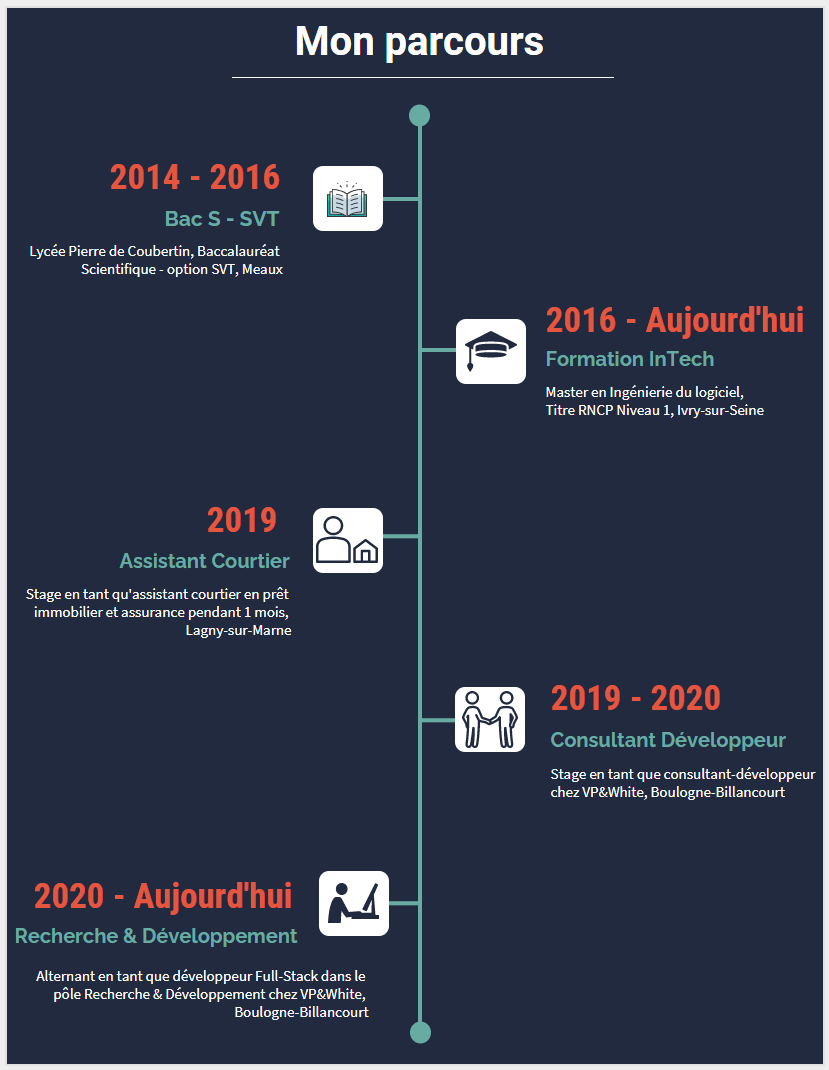 Mon parcours
2014 - 2016
Bac S - SVT
Lycée Pierre de Coubertin, Baccalauréat
Scientifique - option SVT, Meaux
2016 - Aujourd'hui
Formation InTech
Master en Ingénierie du logiciel,
Titre RNCP Niveau 1, Ivry-sur-Seine
2019
Assistant Courtier
Stage en tant qu'assistant courtier en prêt
immobilier et assurance pendant 1 mois,
Lagny-sur-Marne
2019 - 2020
Consultant Développeur
Stage en tant que consultant-développeur
chez VP&White, Boulogne-Billancourt
2020 - Aujourd'hui
Recherche & Développement
Alternant en tant que développeur Full-Stack dans le
pôle Recherche & Développement chez VP&White,
Boulogne-Billancourt